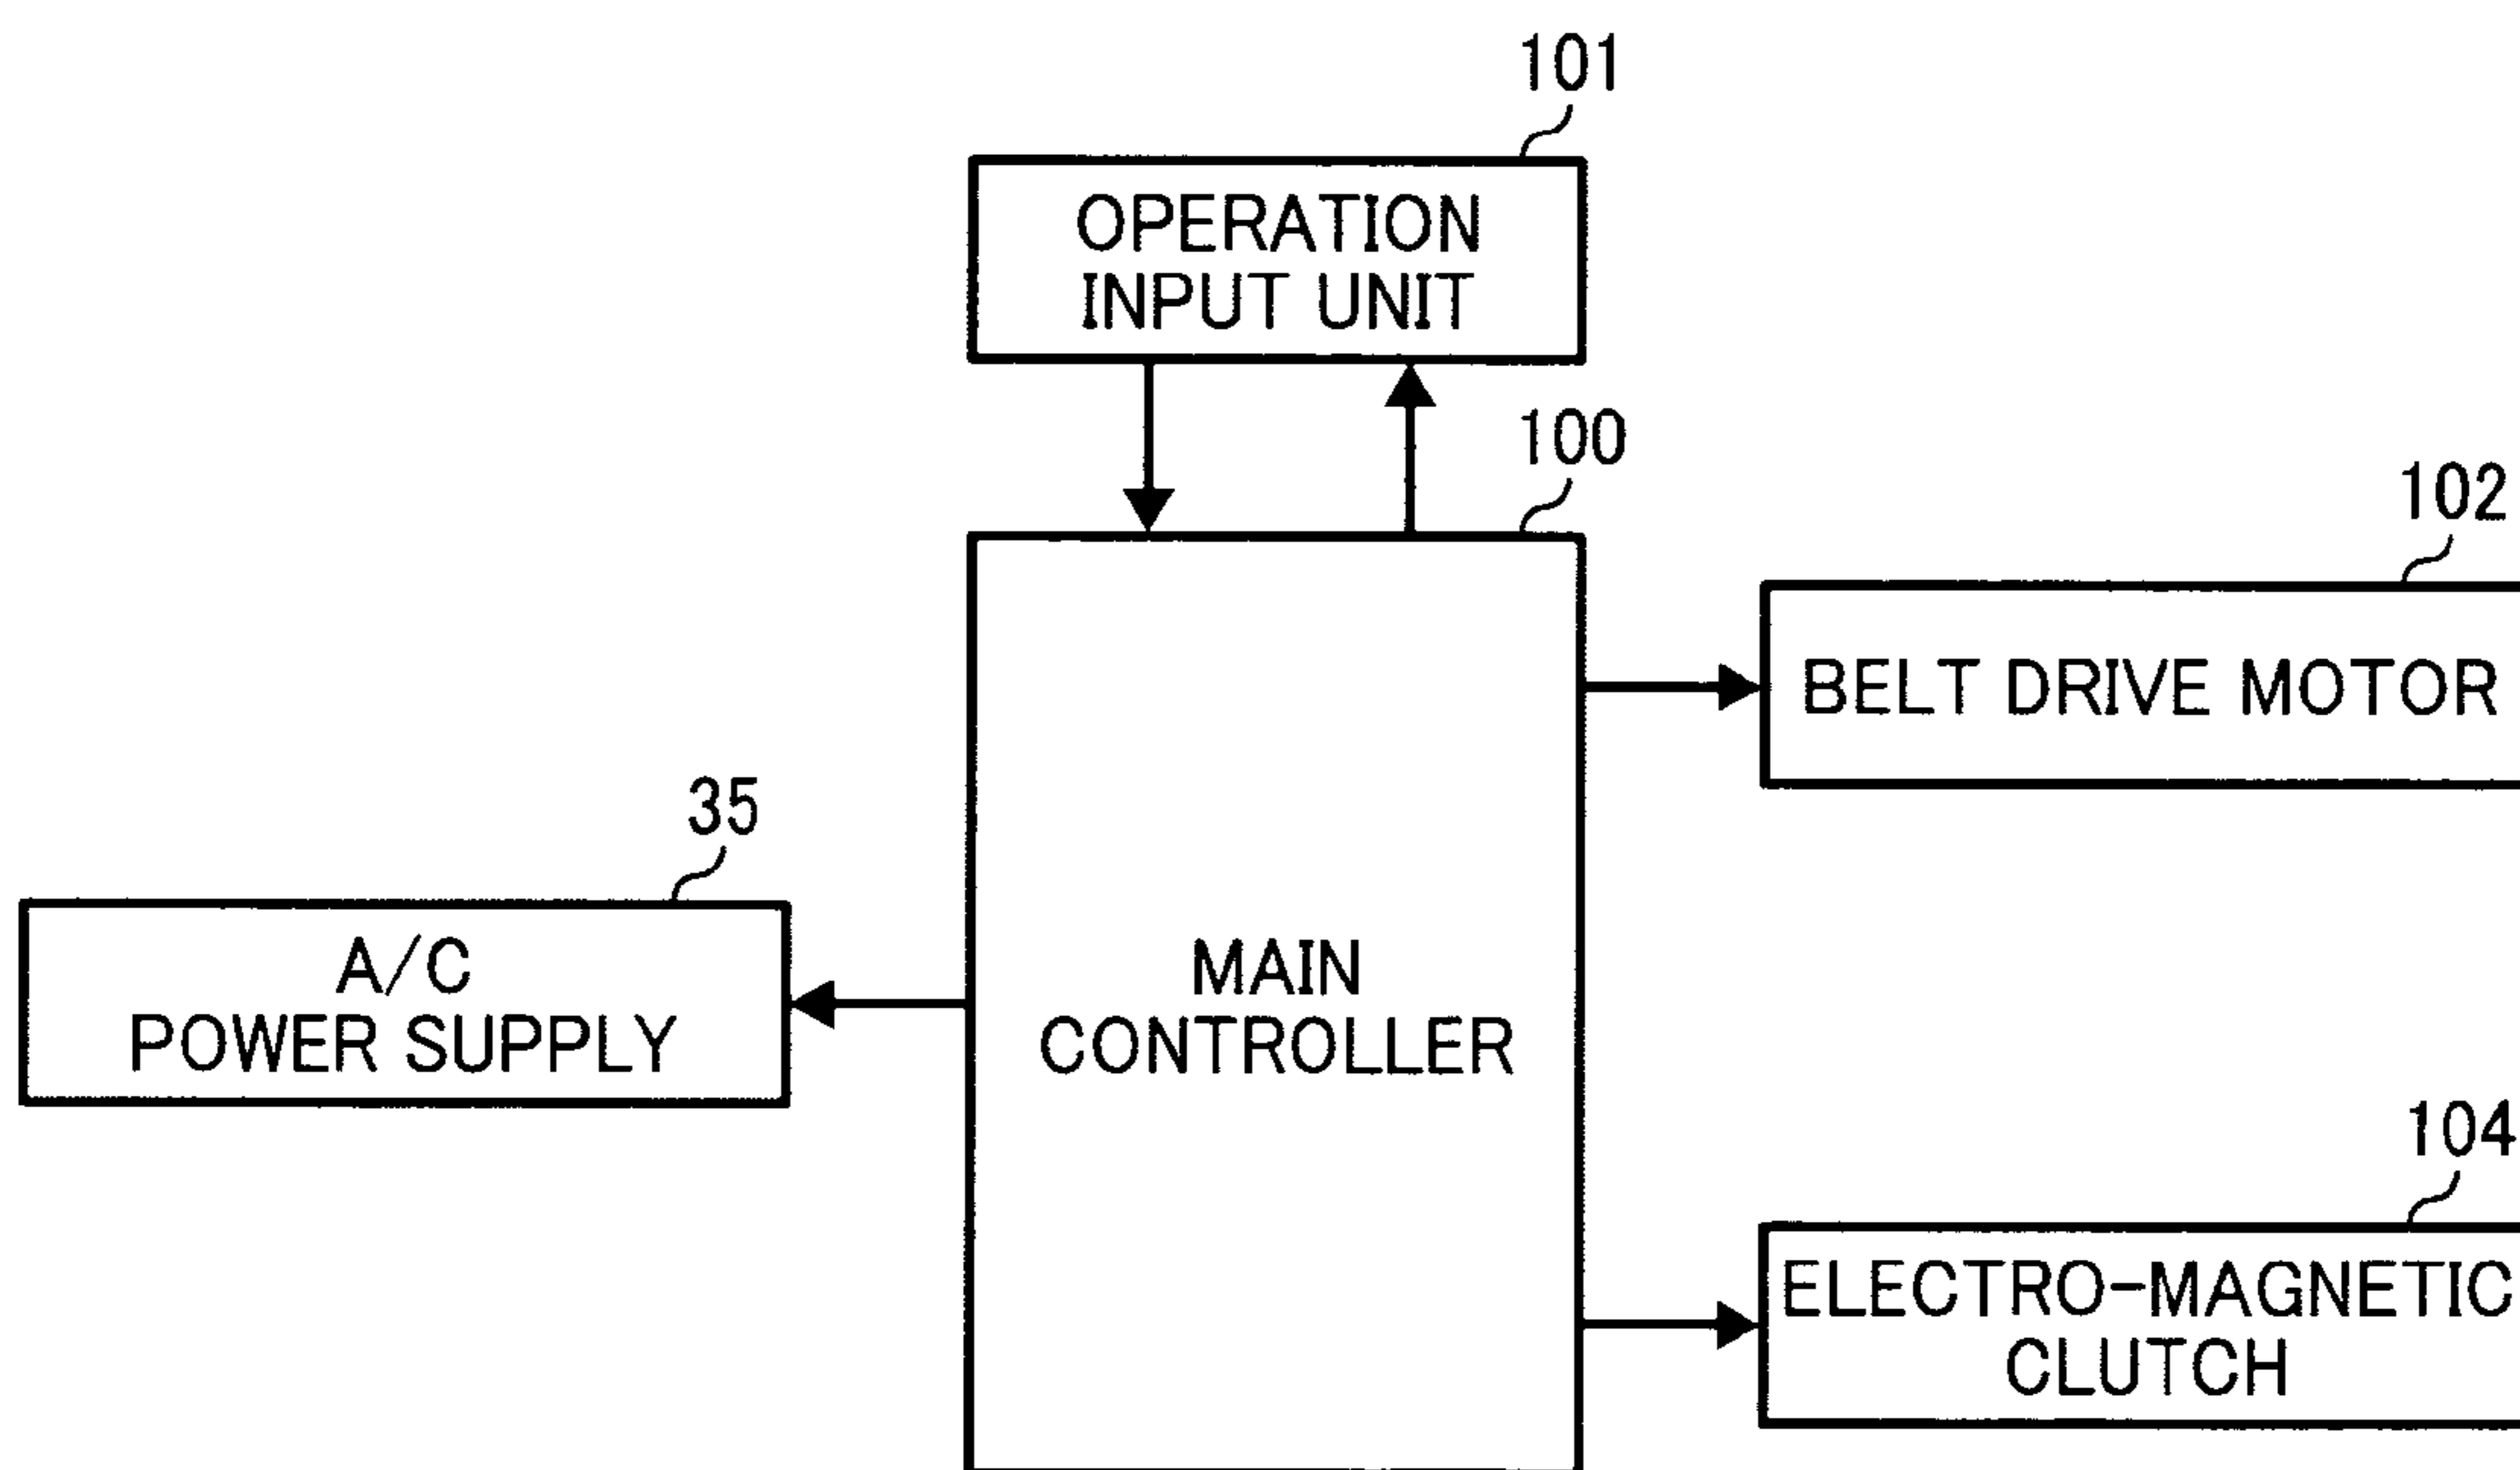 101
OPERATION
INPUT UNIT
100
102
BELT DRIVE MOTOR
35
A/C
POWER SUPPLY
MAIN
CONTROLLER
104
ELECTRO-MAGNETIC
CLUTCH